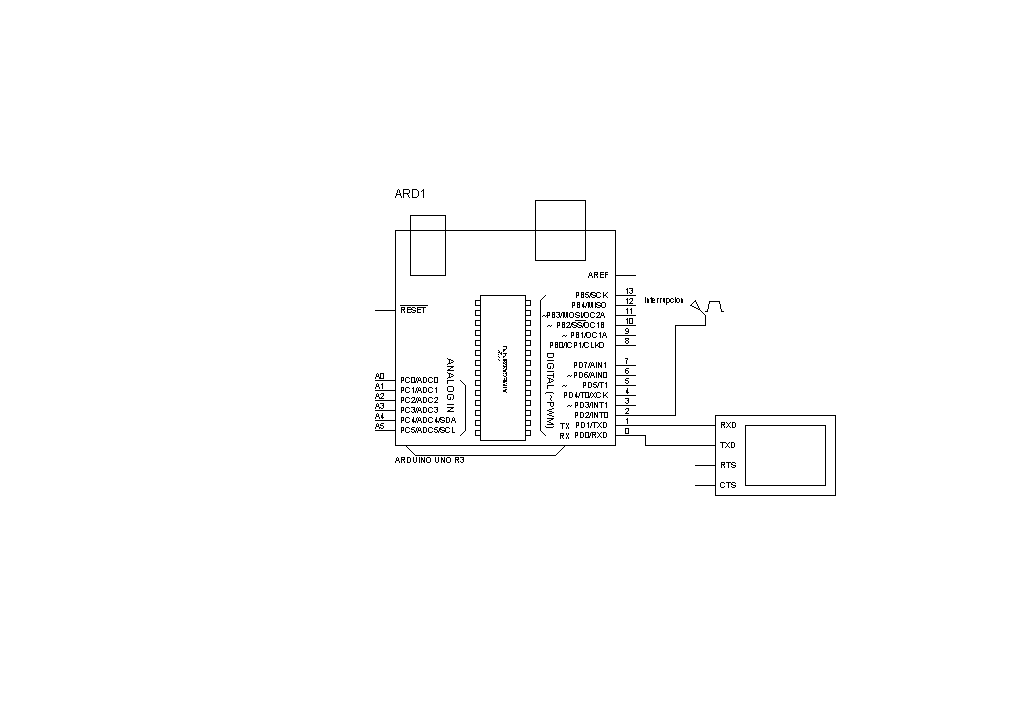 ARD1
AREF
13
PB5/SCK
Interrupcion
12
PB4/MISO
RESET
11
~PB3/MOSI/OC2A
10
~ PB2/SS/OC1B
9
~ PB1/OC1A
8
PB0/ICP1/CLKO
7
PD7/AIN1
6
~ PD6/AIN0
5
~ PD5/T1
4
PD4/T0/XCK
3
~ PD3/INT1
2
PD2/INT0
1
TX PD1/TXD
0
RX PD0/RXD
DIGITAL (~PWM)
ANALOG IN
A0
PC0/ADC0
A1
PC1/ADC1
A2
PC2/ADC2
A3
PC3/ADC3
A4
PC4/ADC4/SDA
A5
PC5/ADC5/SCL
ARDUINO UNO R3
RXD
TXD
RTS
CTS